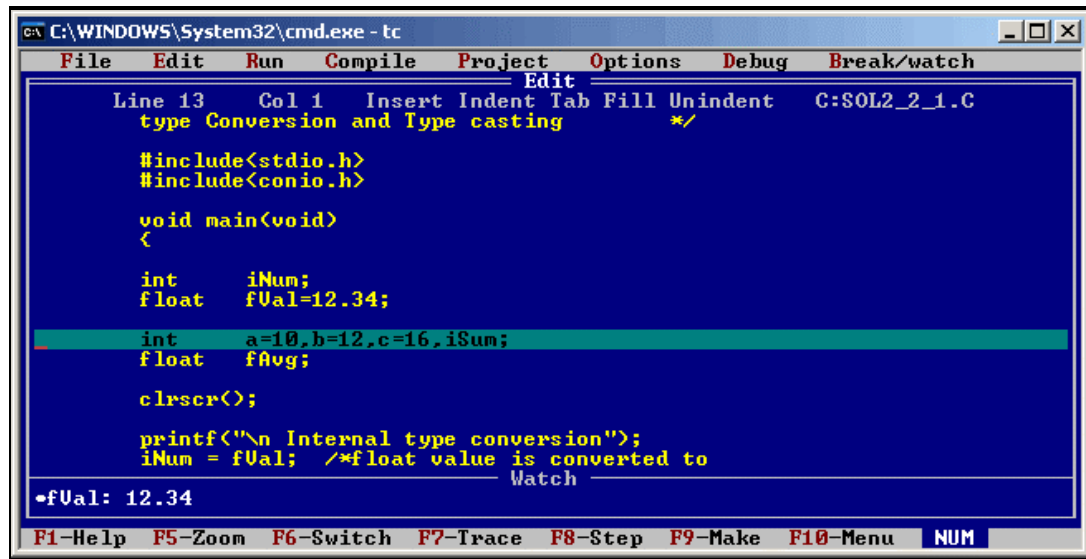 C:\WINDOWS\System32\cmd.exe - tc
File Edit Run Compile Project Options Debug Break/watch
Edit
Line 13 Col 1 Insert Indent Tab Fill Unindent C:SOL2_2_1.C
type Conversion and Type casting */
#include<stdio.h>
#include<conio.h>
void main(void)
{
int iNum;
float fVal=12.34;
int a=10,b=12,c=16,iSum;
float fAvg;
clrscr();
printf("\n Internal type conversion");
iNum = fVal; /*float value is converted to
Watch
•fVal: 12.34
F1-Help F5-Zoom F6-Switch F7-Trace F8-Step F9-Make F10-Menu NUM